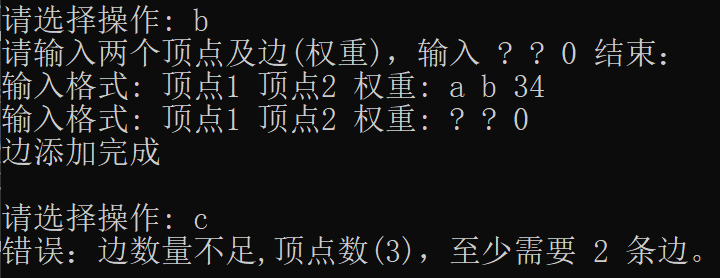 请选择操作: b
请输入两个顶点及边(权重)，输入 ? ? 0 结束：
输入格式: 顶点1 顶点2 权重: a b 34
输入格式: 顶点1 顶点2 权重: ? ? 0
边添加完成
请选择操作: c
错误：边数量不足,顶点数(3)，至少需要 2 条边。